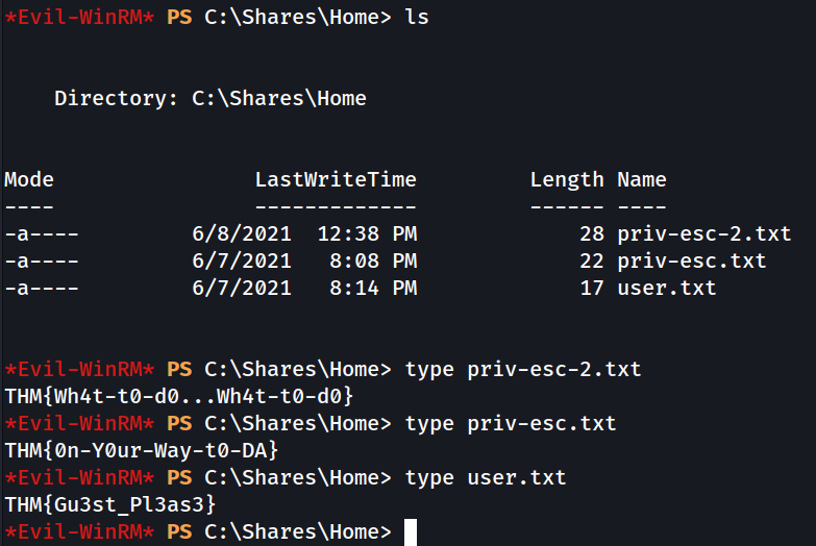 *Evil-WinRM* PS C:\Shares\Home> ls
Directory: C:\Shares\Home
Mode                LastWriteTime         Length Name
----                -------------         ------ ----
-a----         6/8/2021  12:38 PM             28 priv-esc-2.txt
-a----         6/7/2021   8:08 PM             22 priv-esc.txt
-a----         6/7/2021   8:14 PM             17 user.txt
*Evil-WinRM* PS C:\Shares\Home> type priv-esc-2.txt
THM{Wh4t-t0-d0...Wh4t-t0-d0}
*Evil-WinRM* PS C:\Shares\Home> type priv-esc.txt
THM{0n-Y0ur-Way-t0-DA}
*Evil-WinRM* PS C:\Shares\Home> type user.txt
THM{Gu3st_Pl3as3}
*Evil-WinRM* PS C:\Shares\Home>